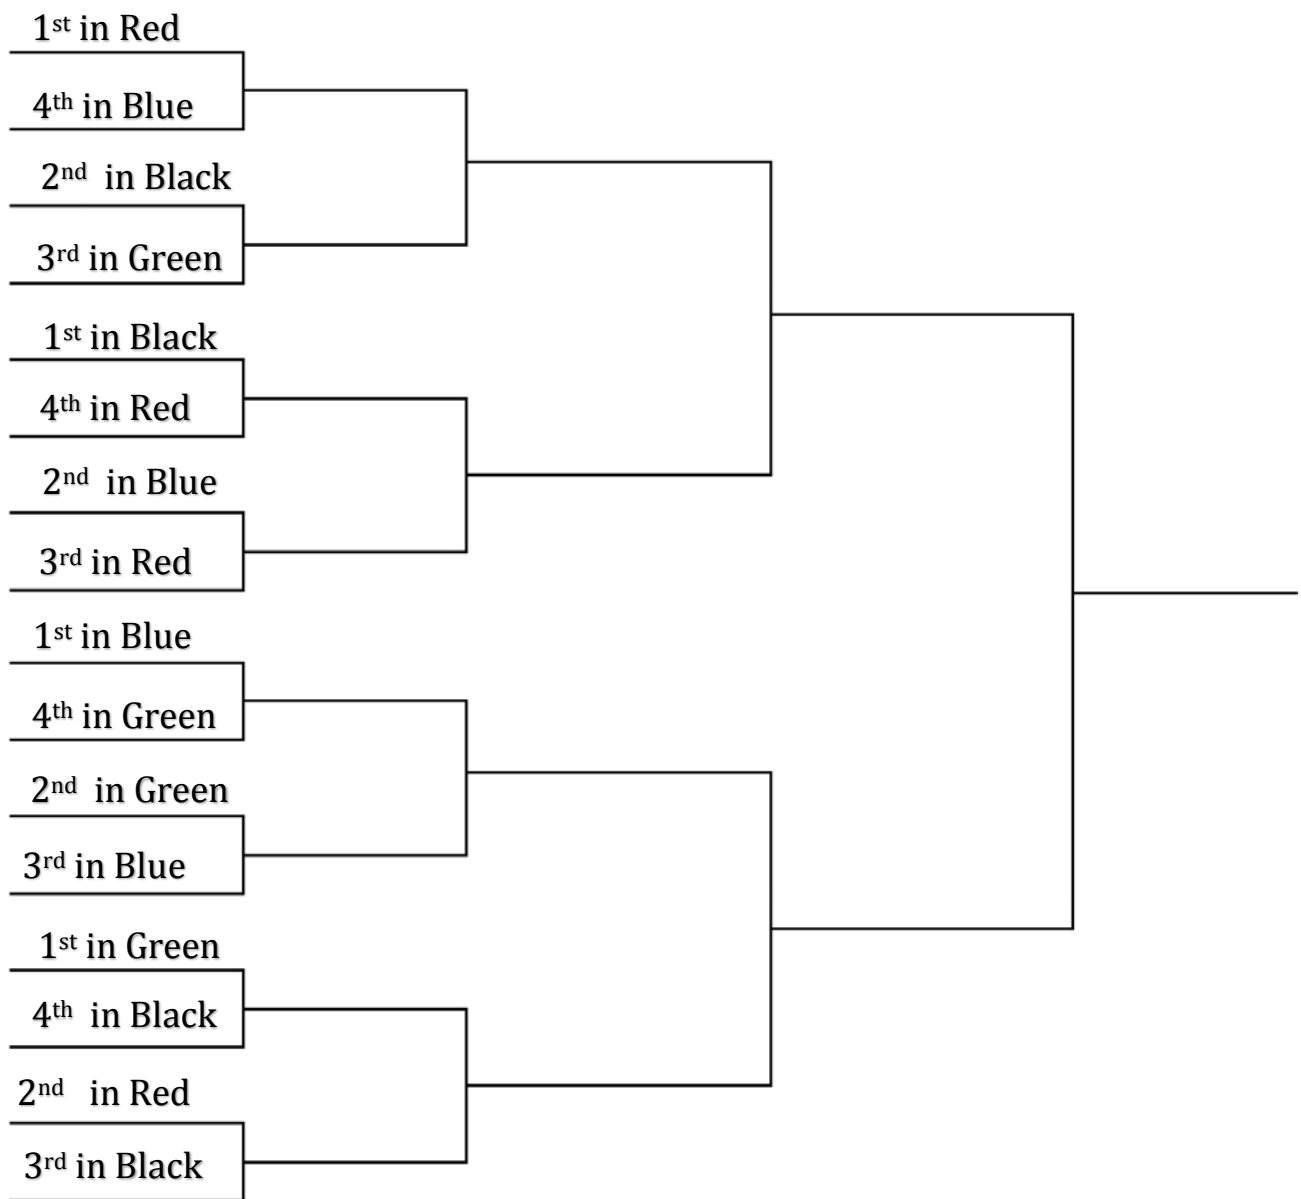 1st in Red
4th in Blue
2nd in Black
3rd in Green
1st in Black
4th in Red
2nd in Blue
3rd in Red
1st in Blue
4th in Green
2nd in Green
3rd in Blue
1st in Green
4th in Black
2nd in Red
3rd in Black